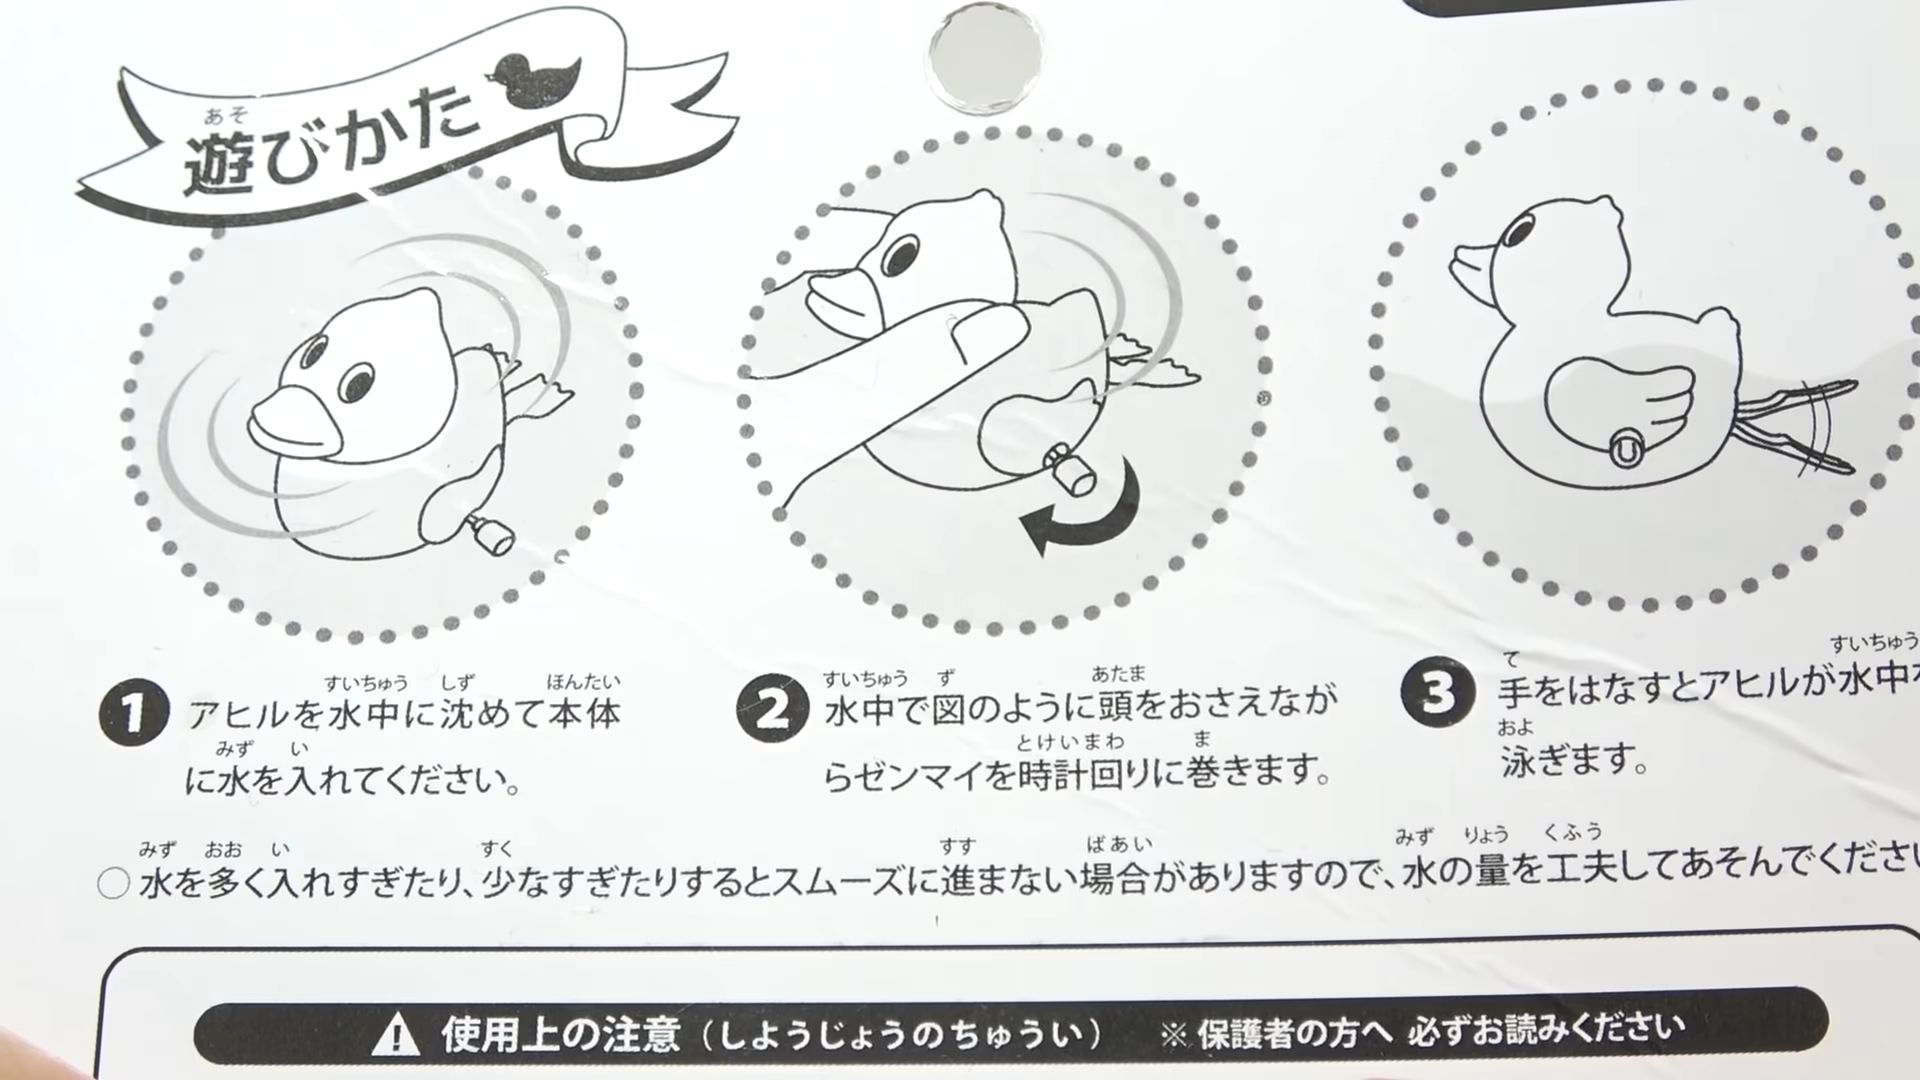 あそ
遊びかた
すいちゅう しず ほんたい
1 アヒルを水中に沈めて本体
みず い
に水を入れてください。
すいちゅう ず あたま
2 水中で図のように頭をおさえなが
とけいまわ ま
らゼンマイを時計回りに巻きます。
て すいちゅう
3 手をはなすとアヒルが水中を
およ
泳ぎます。
みず おお い すく すす ばあい みず りょう くふう
○水を多く入れすぎたり、少なすぎたりするとスムーズに進まない場合がありますので、水の量を工夫してあそんでください
使用上の注意（しようじょうのちゅうい） ※保護者の方へ 必ずお読みください